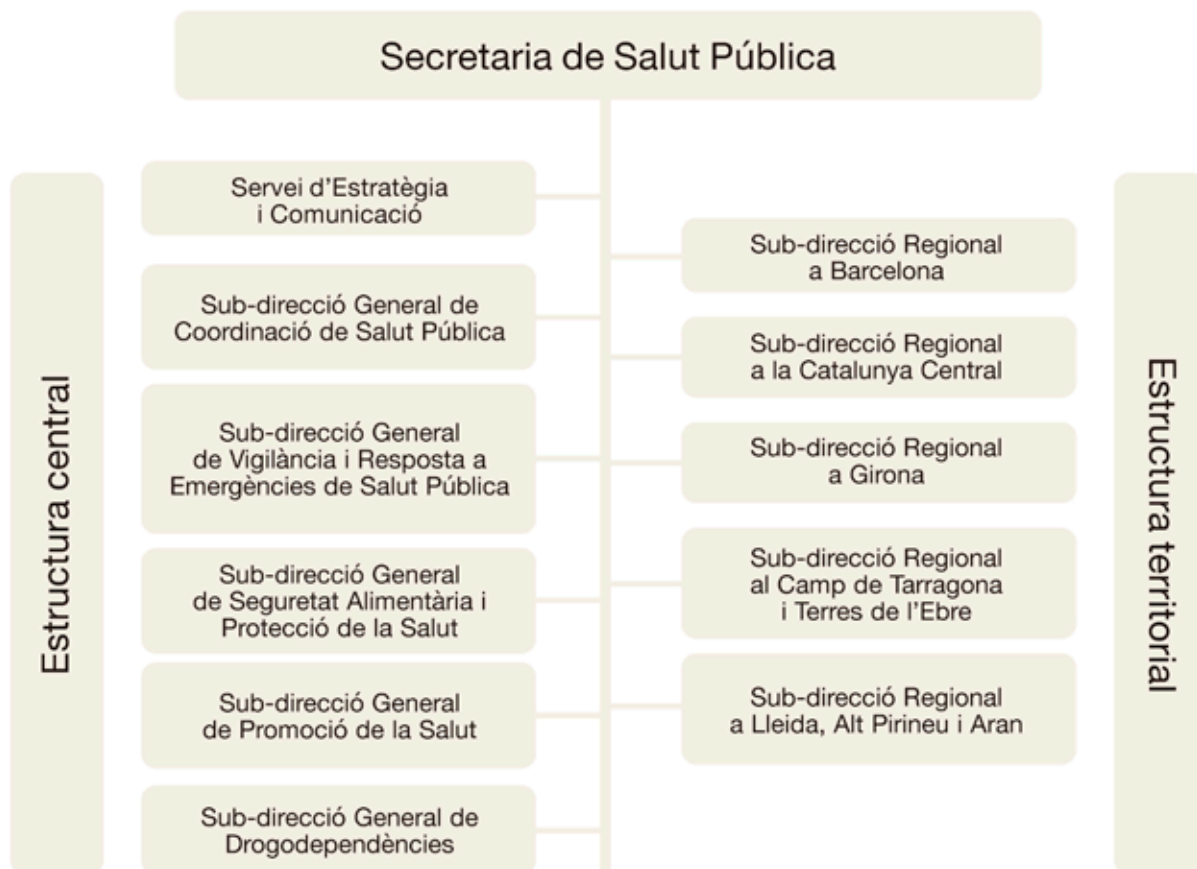 Secretaria de Salut Pública
Estructura central
Servei d’Estratègia
i Comunicació
Sub-direcció General de
Coordinació de Salut Pública
Sub-direcció General
de Vigilància i Resposta a
Emergències de Salut Pública
Sub-direcció General
de Seguretat Alimentària i
Protecció de la Salut
Sub-direcció General
de Promoció de la Salut
Sub-direcció General de
Drogodependències
Sub-direcció Regional
a Barcelona
Sub-direcció Regional
a la Catalunya Central
Sub-direcció Regional
a Girona
Sub-direcció Regional
al Camp de Tarragona
i Terres de l’Ebre
Sub-direcció Regional
a Lleida, Alt Pirineu i Aran
Estructura territorial